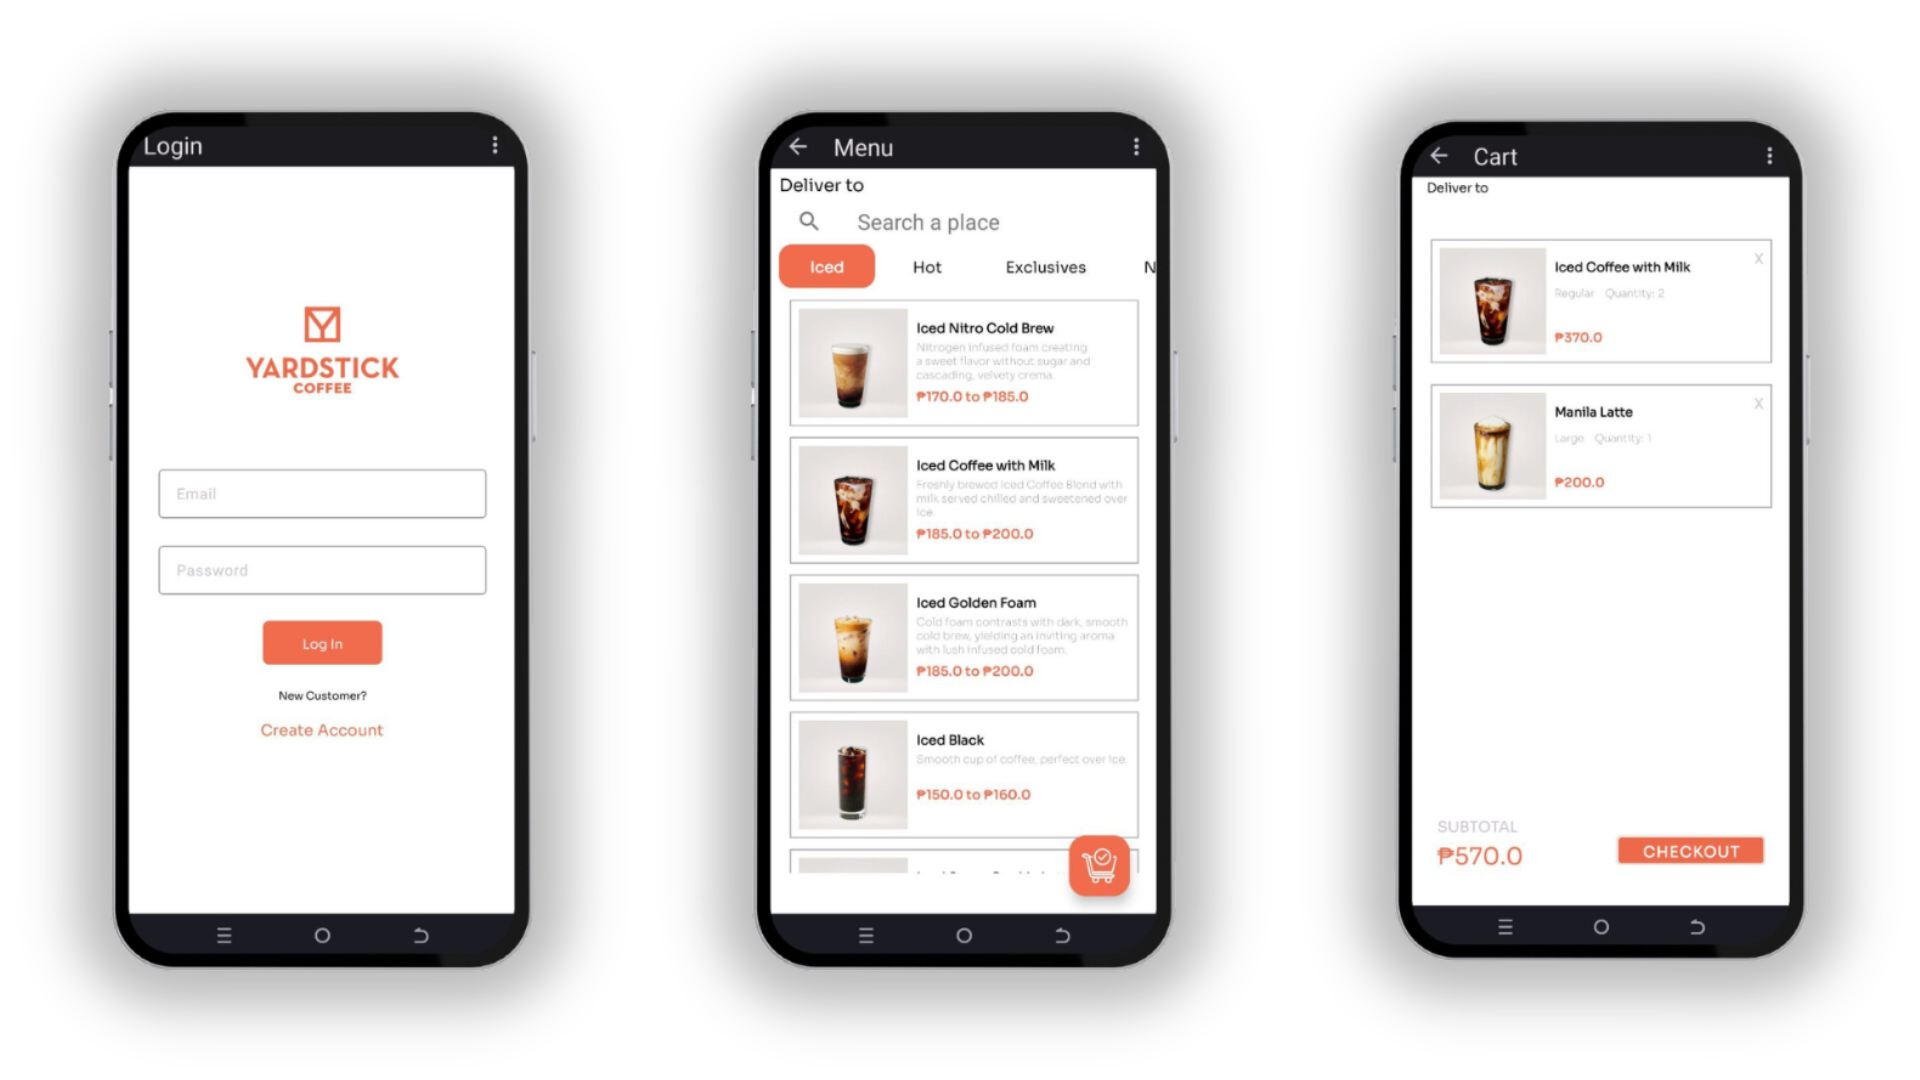 Login
YARDSTICK
COFFEE
Email
Password
Log In
New Customer?
Create Account
Menu
Deliver to
Search a place
Iced Hot Exclusives N
Iced Nitro Cold Brew
Nitrogen infused foam creating
a sweet flavor without sugar and
cascading, velvety crema.
₱170.0 to ₱185.0
Iced Coffee with Milk
Freshly brewed Iced Coffee Blend with
milk served chilled and sweetened over
ice.
₱185.0 to ₱200.0
Iced Golden Foam
Cold foam contrasts with dark, smooth
cold brew, yielding an inviting aroma
with lush infused cold foam.
₱185.0 to ₱200.0
Iced Black
Smooth cup of coffee, perfect over ice.
₱150.0 to ₱160.0
Cart
Deliver to
Iced Coffee with Milk X
Regular Quantity: 2
₱370.0
Manila Latte X
Large Quantity: 1
₱200.0
SUBTOTAL
₱570.0
CHECKOUT